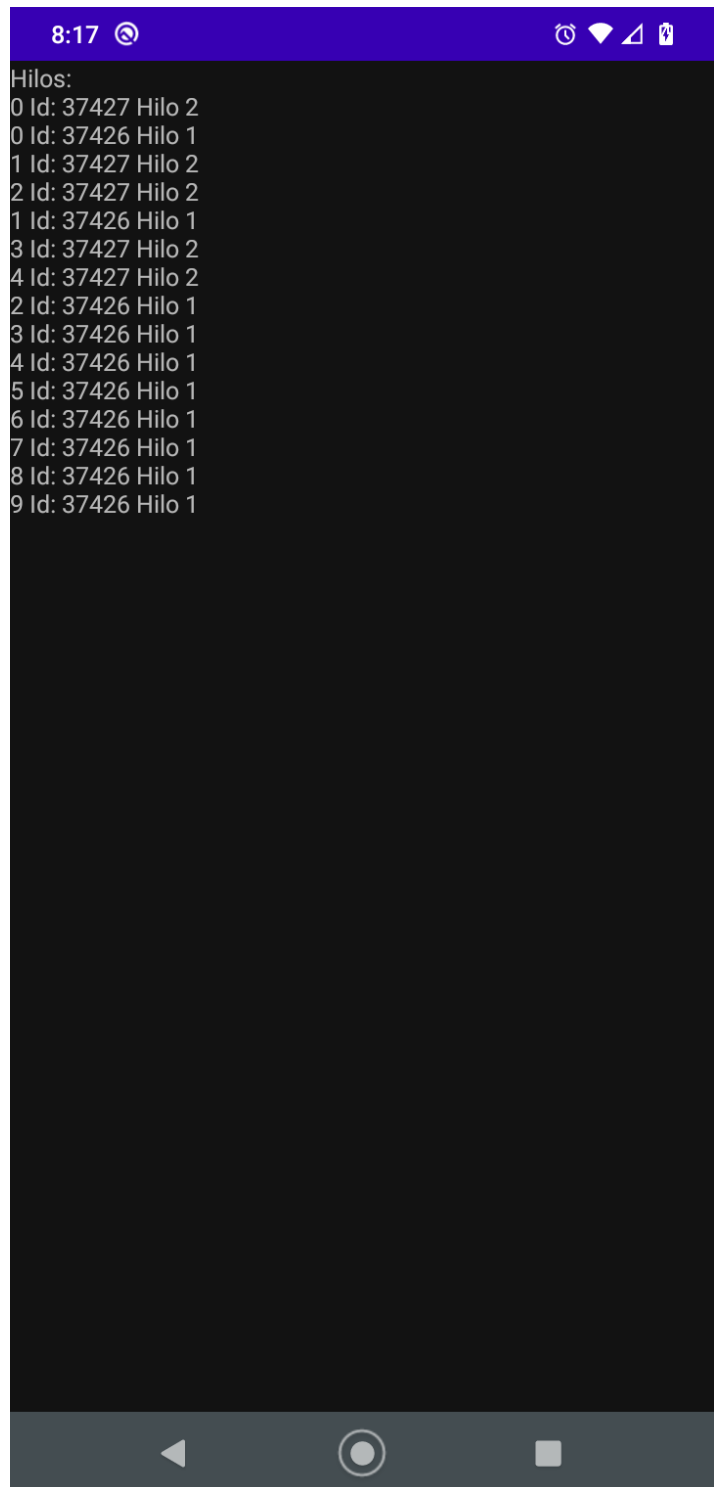 8:17
Hilos:
0 Id: 37427 Hilo 2
0 Id: 37426 Hilo 1
1 Id: 37427 Hilo 2
2 Id: 37427 Hilo 2
1 Id: 37426 Hilo 1
3 Id: 37427 Hilo 2
4 Id: 37427 Hilo 2
2 Id: 37426 Hilo 1
3 Id: 37426 Hilo 1
4 Id: 37426 Hilo 1
5 Id: 37426 Hilo 1
6 Id: 37426 Hilo 1
7 Id: 37426 Hilo 1
8 Id: 37426 Hilo 1
9 Id: 37426 Hilo 1